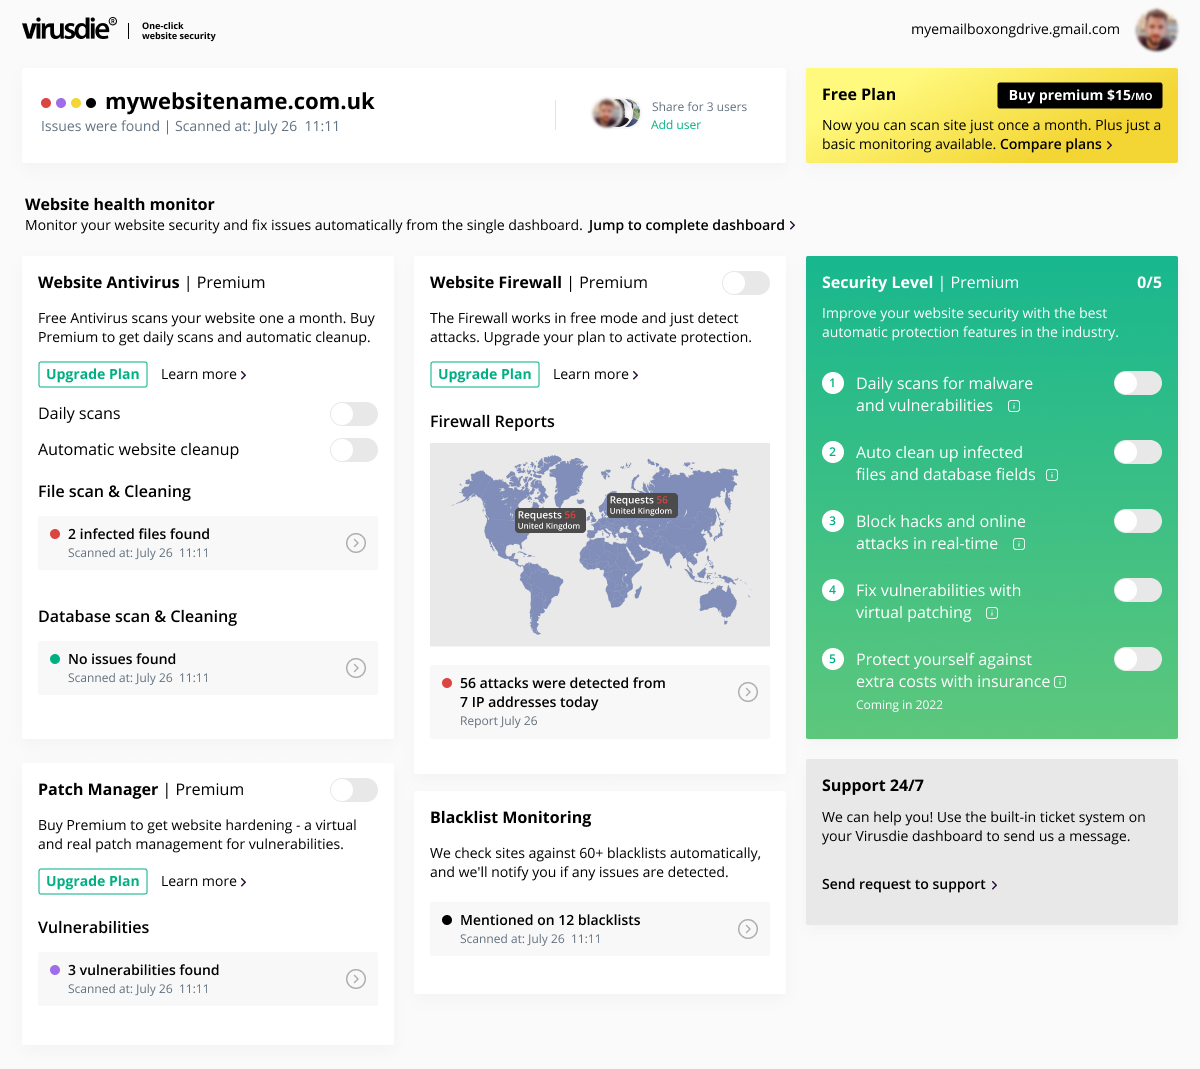 virusdie®
One-click
website security
myemailboxongdrive.gmail.com
mywebsitename.com.uk
Issues were found | Scanned at: July 26 11:11
Share for 3 users
Add user
Free Plan
Buy premium $15/MO
Now you can scan site just once a month. Plus just a
basic monitoring available. Compare plans >
Website health monitor
Monitor your website security and fix issues automatically from the single dashboard. Jump to complete dashboard >
Website Antivirus | Premium
Free Antivirus scans your website one a month. Buy
Premium to get daily scans and automatic cleanup.
Upgrade Plan
Learn more >
Daily scans
Automatic website cleanup
File scan & Cleaning
2 infected files found
Scanned at: July 26 11:11
Database scan & Cleaning
No issues found
Scanned at: July 26 11:11
Patch Manager | Premium
Buy Premium to get website hardening - a virtual
and real patch management for vulnerabilities.
Upgrade Plan
Learn more >
Vulnerabilities
3 vulnerabilities found
Scanned at: July 26 11:11
Website Firewall | Premium
The Firewall works in free mode and just detect
attacks. Upgrade your plan to activate protection.
Upgrade Plan
Learn more >
Firewall Reports
Requests 56
United Kingdom
Requests 56
United Kingdom
56 attacks were detected from
7 IP addresses today
Report July 26
Blacklist Monitoring
We check sites against 60+ blacklists automatically,
and we'll notify you if any issues are detected.
Mentioned on 12 blacklists
Scanned at: July 26 11:11
Security Level | Premium
0/5
Improve your website security with the best
automatic protection features in the industry.
1 Daily scans for malware
and vulnerabilities
2 Auto clean up infected
files and database fields
3 Block hacks and online
attacks in real-time
4 Fix vulnerabilities with
virtual patching
5 Protect yourself against
extra costs with insurance
Coming in 2022
Support 24/7
We can help you! Use the built-in ticket system on
your Virusdie dashboard to send us a message.
Send request to support >